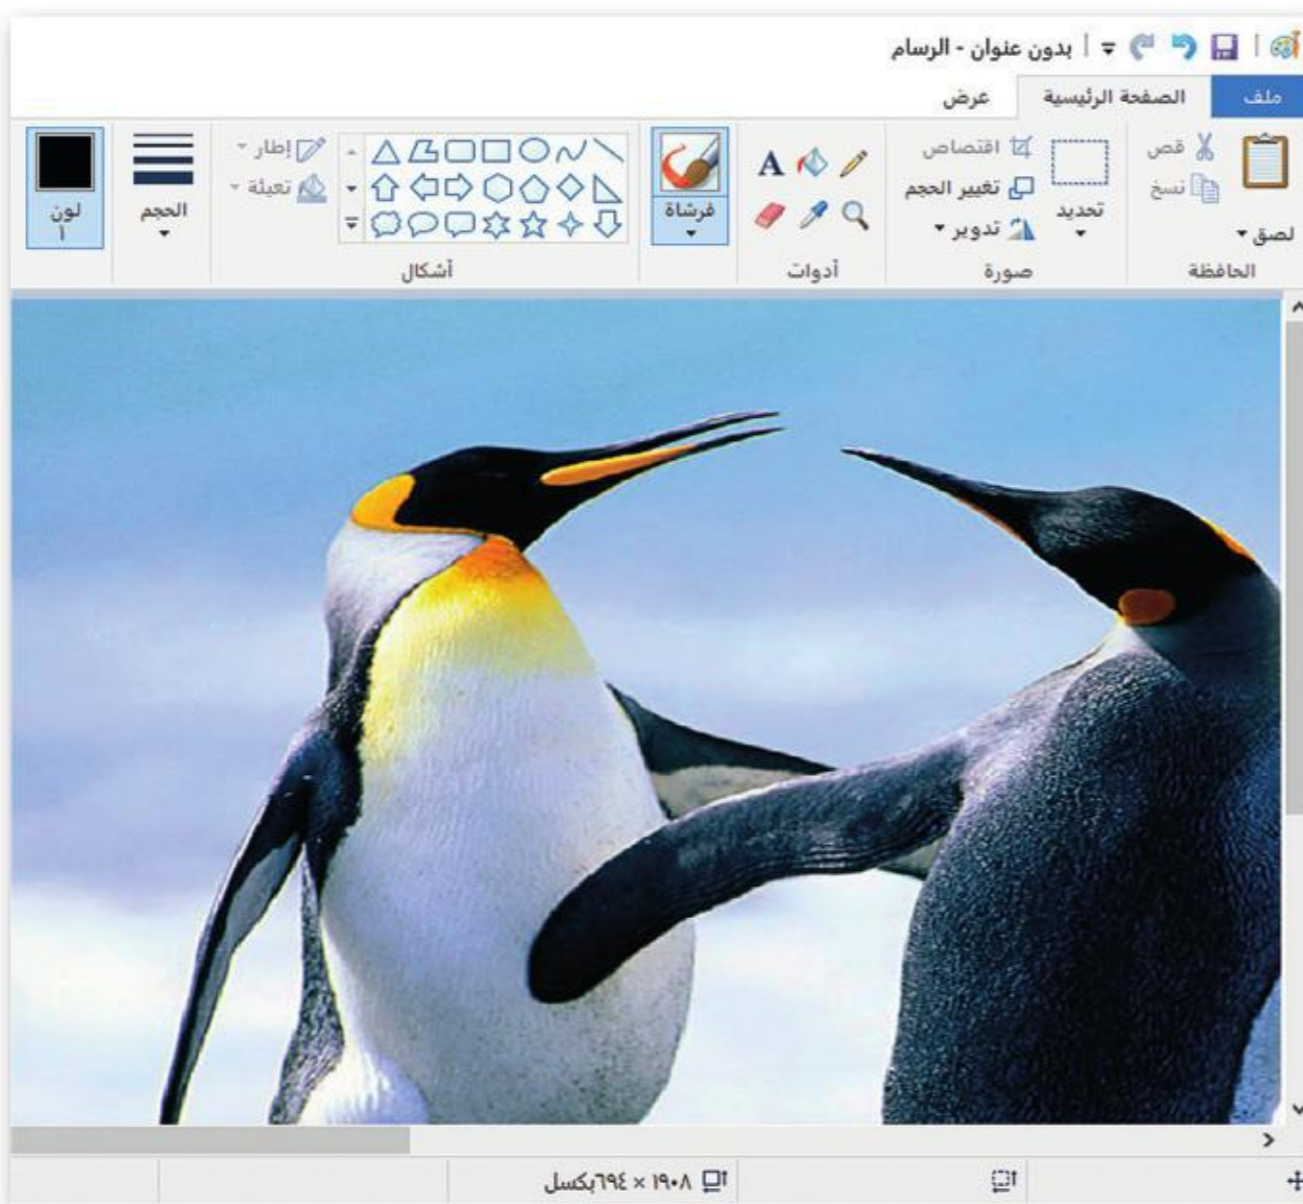 بدون عنوان - الرسام
ملف الصفحة الرئيسية عرض
قص
نسخ
لصق
الحافظة
تحديد
اقتصاص
تغيير الحجم
تدوير
صورة
A
أدوات
فرشاة
إطار
تعبئة
أشكال
الحجم
لون
١
١٩٠٨ × ٦٩٤بكسل